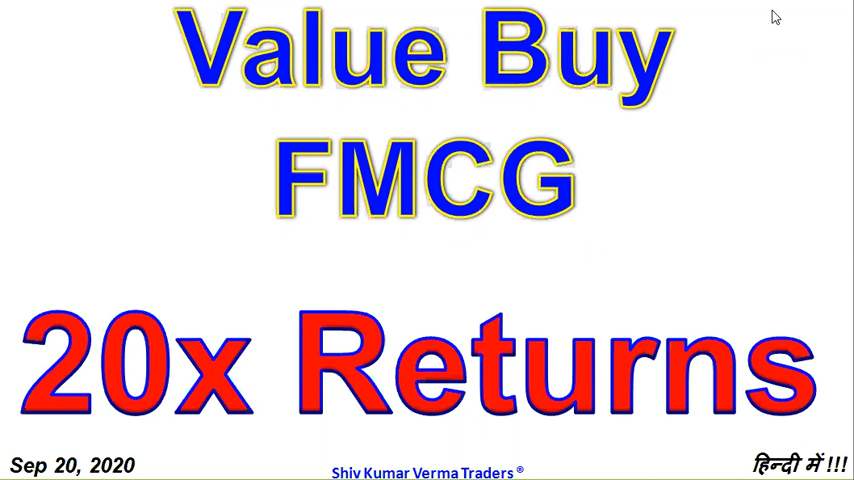 Value Buy
FMCG
20x Returns
Sep 20, 2020
Shiv Kumar Verma Traders ®
हिन्दी में !!!